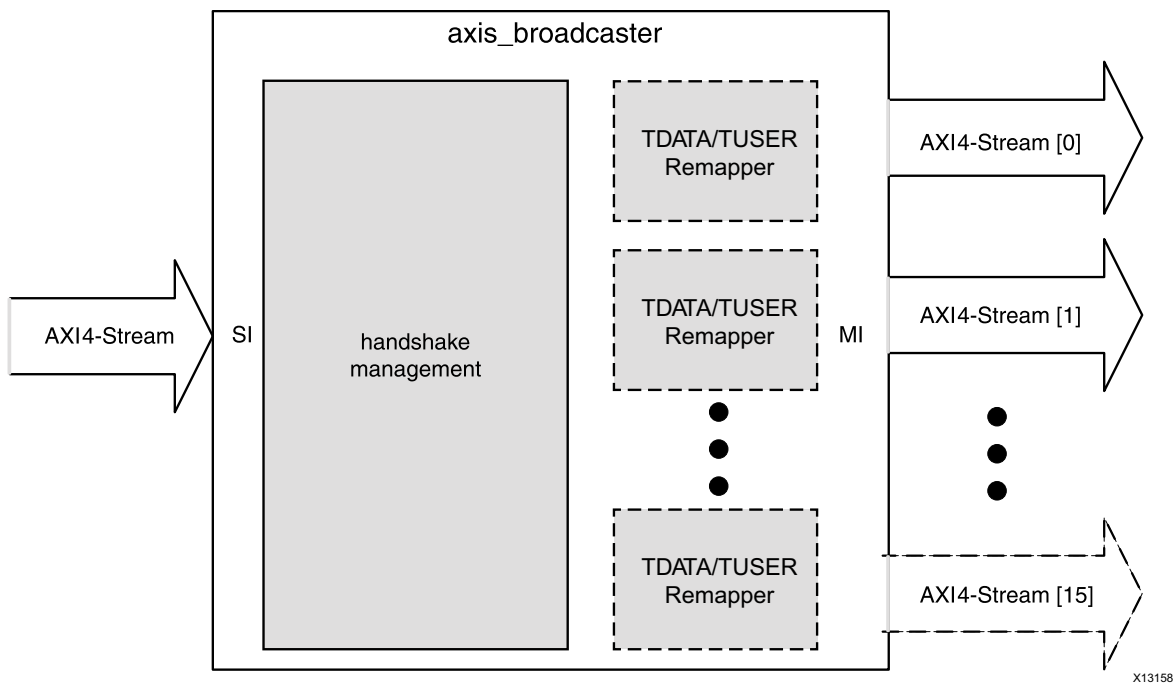 axis_broadcaster
TDATA/TUSER
Remapper
AXI4-Stream [0]
TDATA/TUSER
Remapper
AXI4-Stream [1]
AXI4-Stream
SI
handshake
management
MI
TDATA/TUSER
Remapper
AXI4-Stream [15]
X13158